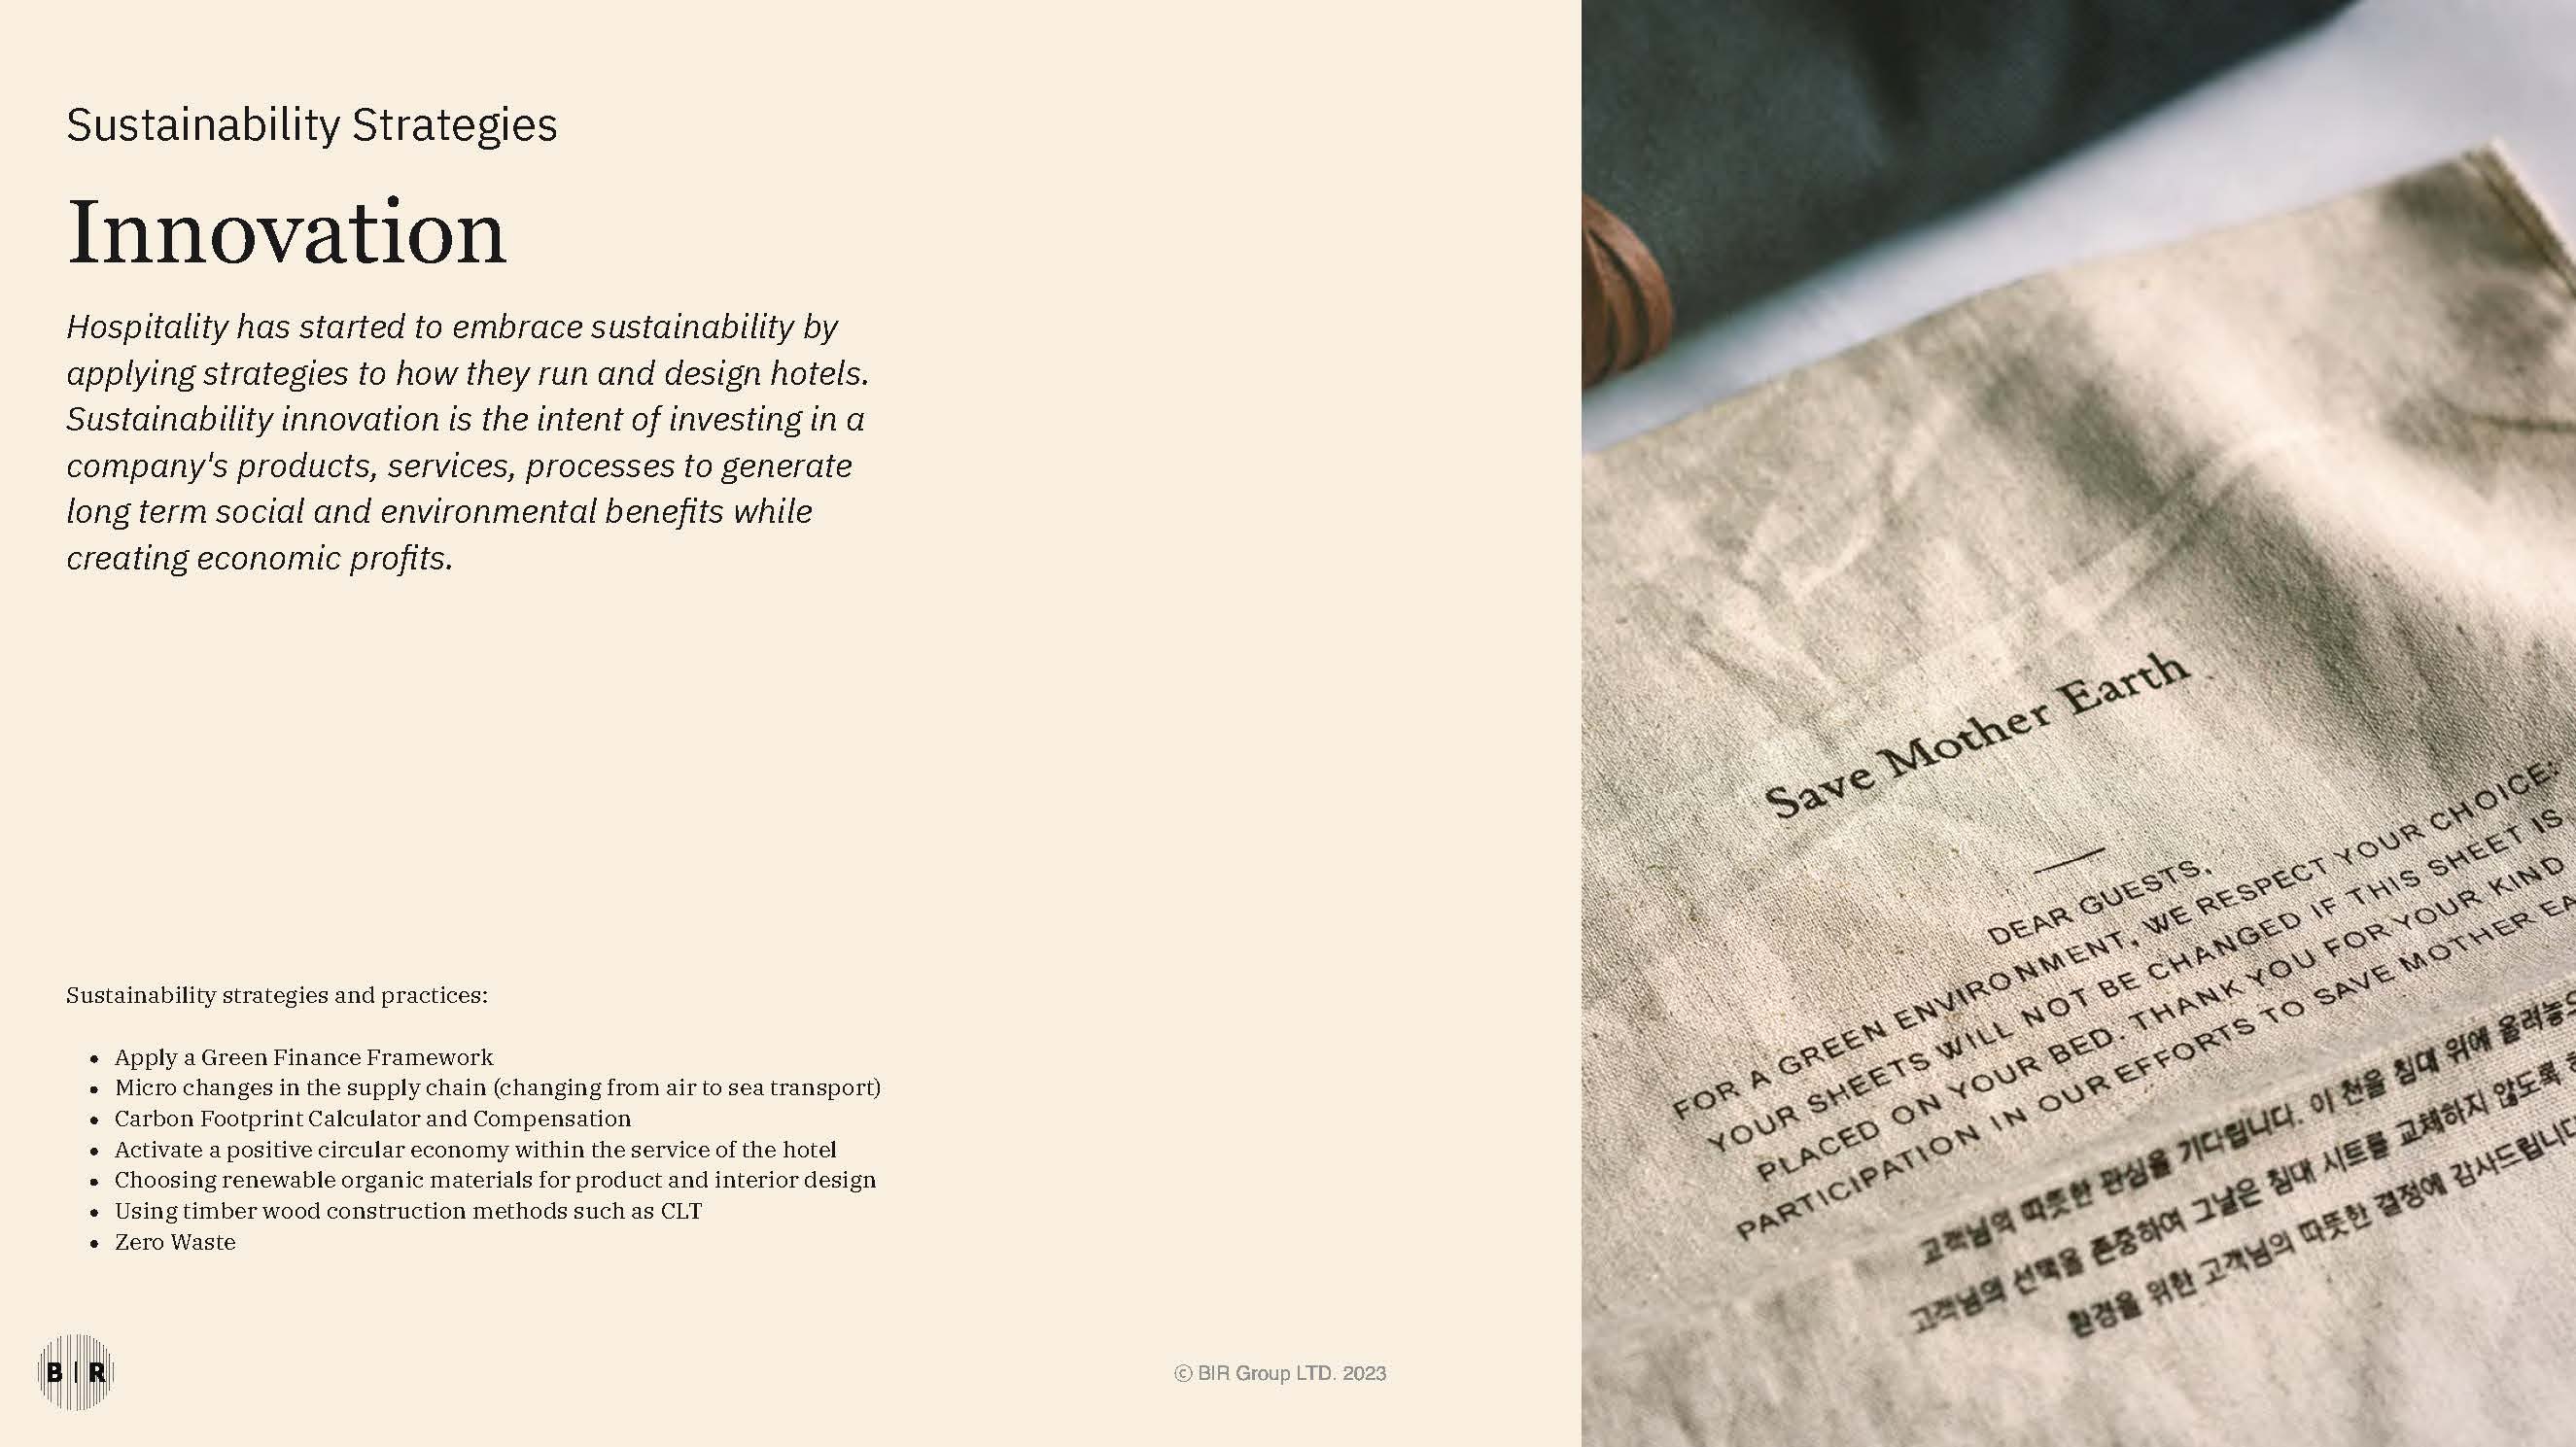 Sustainability Strategies
Innovation
Hospitality has started to embrace sustainability by
applying strategies to how they run and design hotels.
Sustainability innovation is the intent of investing in a
company's products, services, processes to generate
long term social and environmental benefits while
creating economic profits.
Sustainability strategies and practices:
• Apply a Green Finance Framework
• Micro changes in the supply chain (changing from air to sea transport)
• Carbon Footprint Calculator and Compensation
• Activate a positive circular economy within the service of the hotel
• Choosing renewable organic materials for product and interior design
• Using timber wood construction methods such as CLT
• Zero Waste
B | R
© BIR Group LTD. 2023
Save Mother Earth
DEAR GUESTS,
FOR A GREEN ENVIRONMENT, WE RESPECT YOUR CHOICE:
YOUR SHEETS WILL NOT BE CHANGED IF THIS SHEET IS
PLACED ON YOUR BED. THANK YOU FOR YOUR KIND
PARTICIPATION IN OUR EFFORTS TO SAVE MOTHER EA
고객님의 따뜻한 관심을 기다립니다. 이 천을 침대 위에
고객님의 선택을 존중하여 그날은 침대 시트를 교체하지 않도록
환경을 위한 고객님의 따뜻한 결정에 감사드립니다